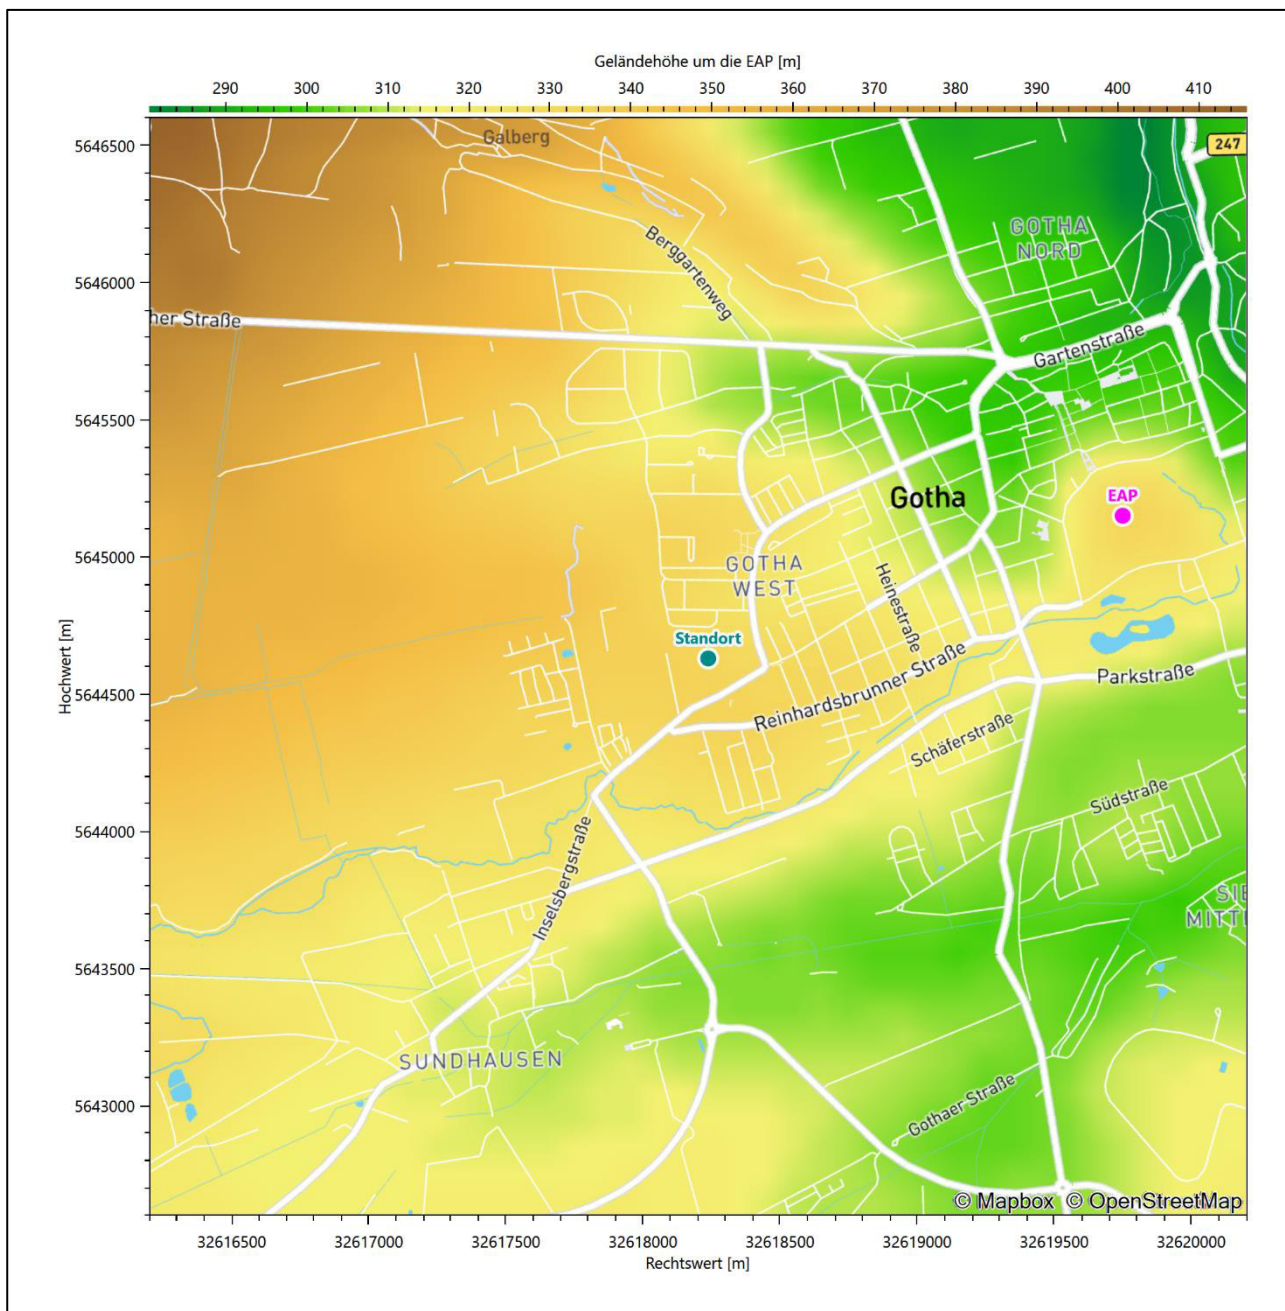 Geländehöhe um die EAP [m]
290 300 310 320 330 340 350 360 370 380 390 400 410
5646500
Galberg
247
GOTHA
NORD
Berggartenweg
5646000
her Straße
Gartenstraße
5645500
Gotha
EAP
5645000
GOTHA
WEST
Heinestraße
Standort
Hochwert [m]
5644500
Reinhardsbrunner Straße
Parkstraße
Schäferstraße
Südstraße
5644000
Inselsbergstraße
SIE
MITTE
5643500
SUNDHAUSEN
5643000
Gothaer Straße
© Mapbox © OpenStreetMap
32616500 32617000 32617500 32618000 32618500 32619000 32619500 32620000
Rechtswert [m]